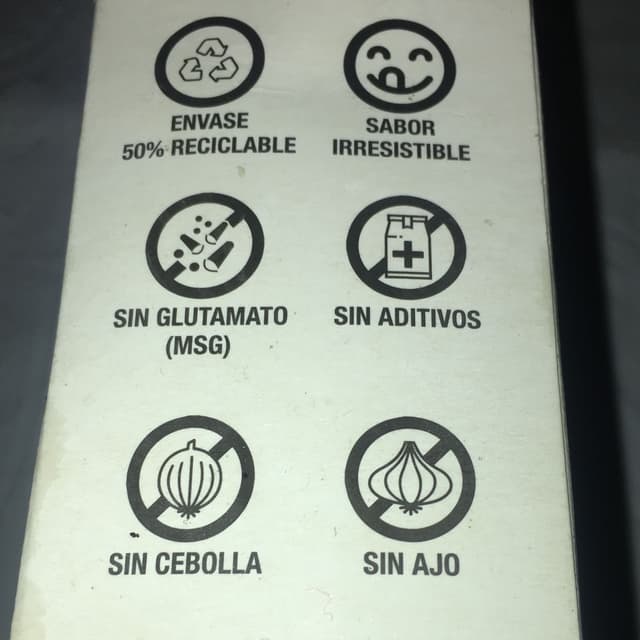 ENVASE
50% RECICLABLE
SABOR
IRRESISTIBLE
SIN GLUTAMATO
(MSG)
SIN ADITIVOS
SIN CEBOLLA
SIN AJO